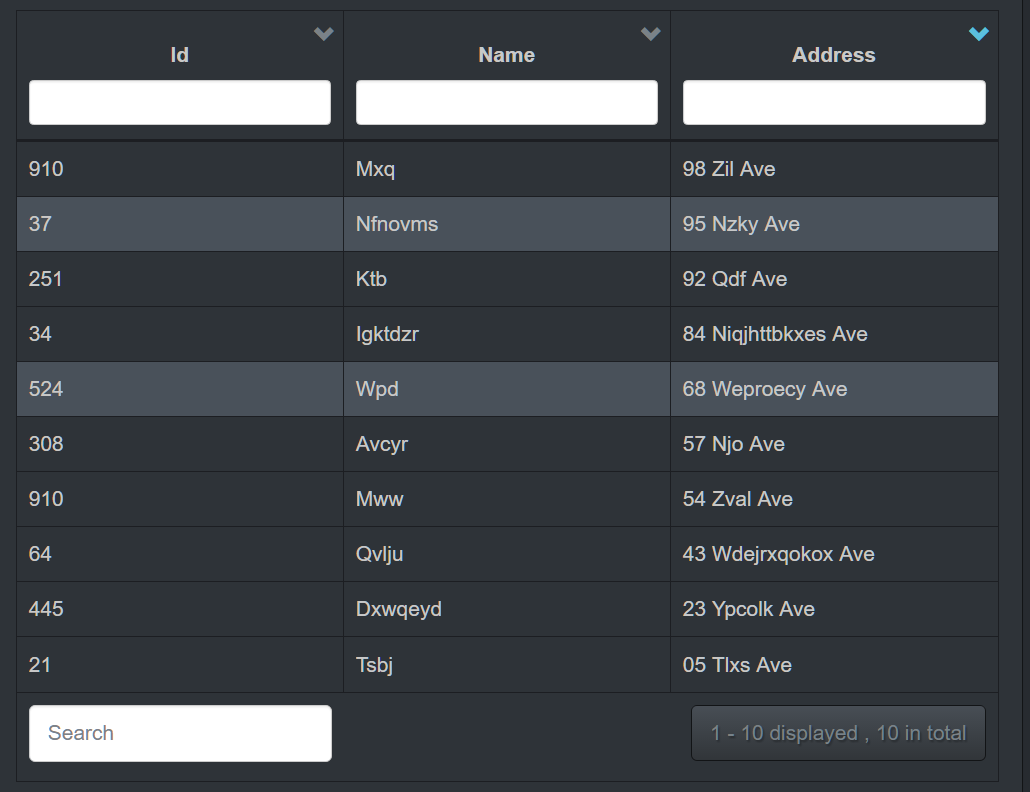 Id Name Address
910 Mxq 98 Zil Ave
37 Nfnovms 95 Nzky Ave
251 Ktb 92 Qdf Ave
34 Igktdzr 84 Niqjhttbkxes Ave
524 Wpd 68 Weproecy Ave
308 Avcyr 57 Njo Ave
910 Mww 54 Zval Ave
64 Qvlju 43 Wdejrxqokox Ave
445 Dxwqeyd 23 Ypcolk Ave
21 Tsbj 05 Tlxs Ave
Search 1 - 10 displayed , 10 in total